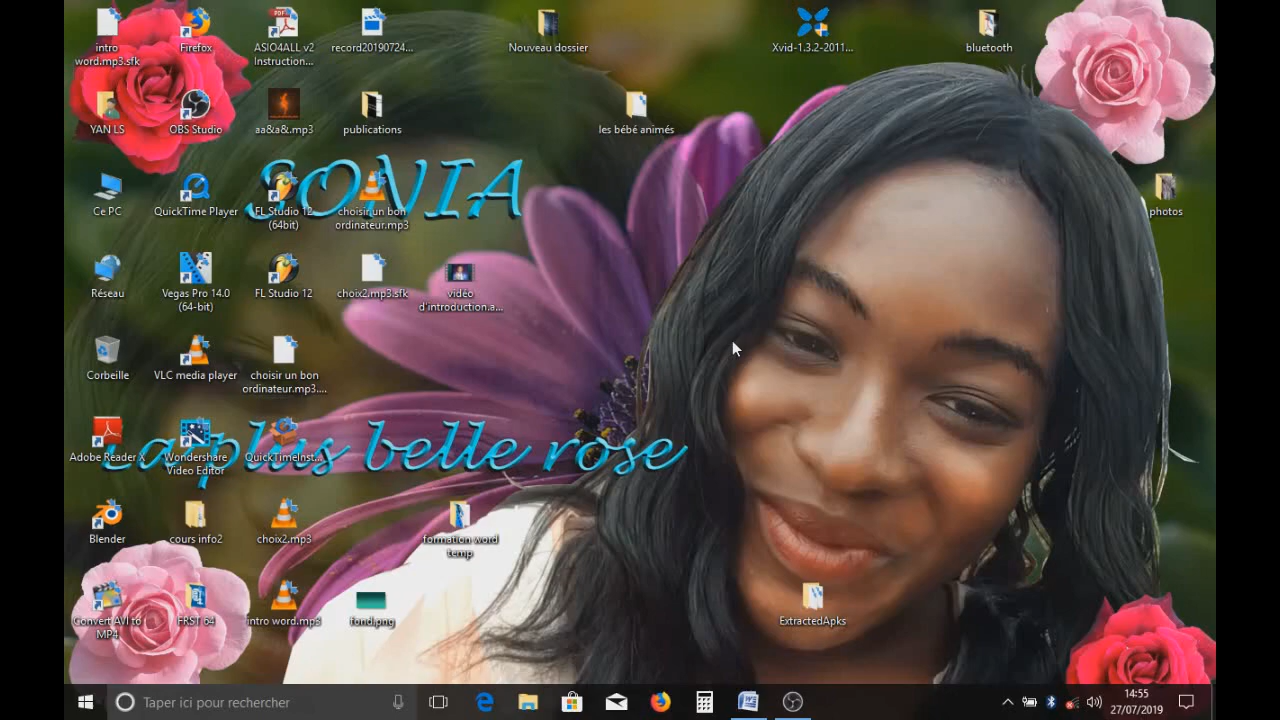 intro
word.mp3.sfk
Firefox
ASIO4ALL v2
Instruction...
record20190724...
Nouveau dossier
Xvid-1.3.2-2011...
bluetooth
YAN LS
OBS Studio
aa&a&.mp3
publications
les bébé animés
SONIA
Ce PC
QuickTime Player
FL Studio 12
(64bit)
choisir un bon
ordinateur.mp3
photos
Réseau
Vegas Pro 14.0
(64-bit)
FL Studio 12
choix2.mp3.sfk
vidéo
d'introduction.a...
Corbeille
VLC media player
choisir un bon
ordinateur.mp3....
La plus belle rose
Adobe Reader X
Wondershare
Video Editor
QuickTimeInst...
Blender
cours info2
choix2.mp3
formation word
temp
Convert AVI to
MP4
FRST 64
intro word.mp3
fond.png
ExtractedApks
Taper ici pour rechercher
14:55
27/07/2019